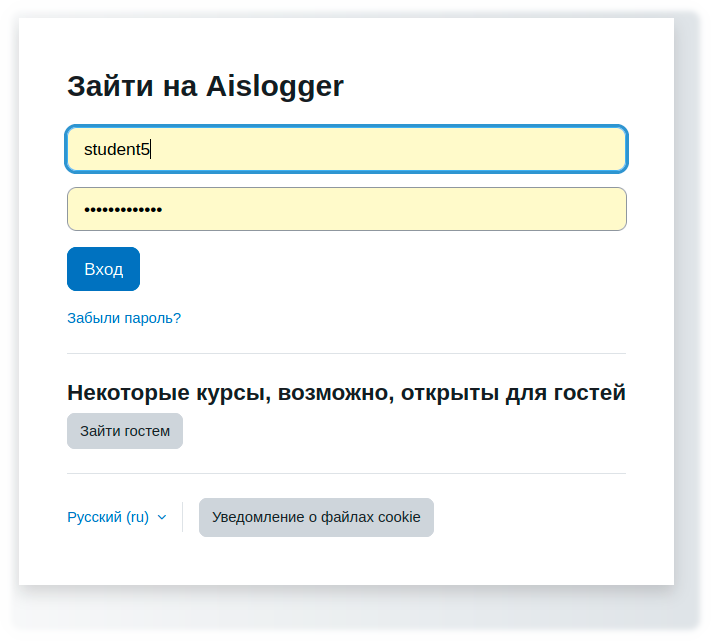 Зайти на Aislogger
student5
•••••••••••••
Вход
Забыли пароль?
Некоторые курсы, возможно, открыты для гостей
Зайти гостем
Русский (ru)
Уведомление о файлах cookie